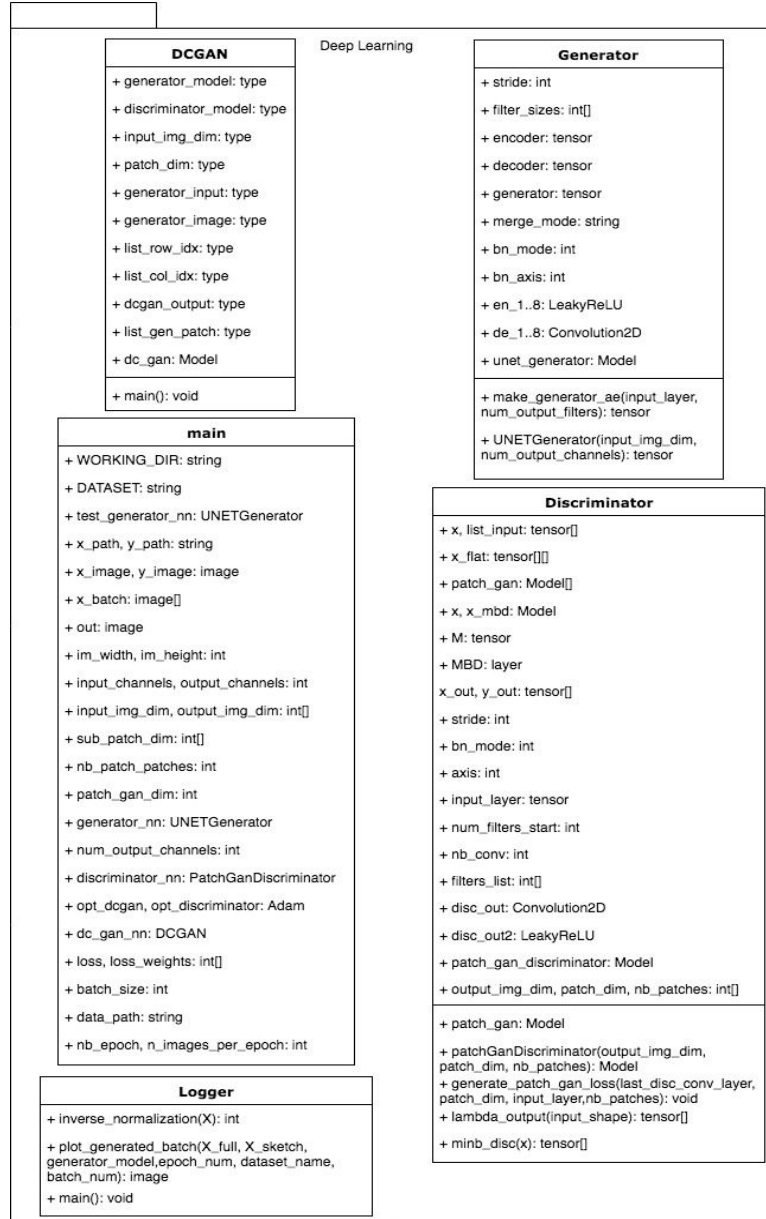 Deep Learning
DCGAN
+ generator_model: type
+ discriminator_model: type
+ input_img_dim: type
+ patch_dim: type
+ generator_input: type
+ generator_image: type
+ list_row_idx: type
+ list_col_idx: type
+ dcgan_output: type
+ list_gen_patch: type
+ dc_gan: Model
+ main(): void
Generator
+ stride: int
+ filter_sizes: int[]
+ encoder: tensor
+ decoder: tensor
+ generator: tensor
+ merge_mode: string
+ bn_mode: int
+ bn_axis: int
+ en_1..8: LeakyReLU
+ de_1..8: Convolution2D
+ unet_generator: Model
+ make_generator_ae(input_layer,
num_output_filters): tensor
+ UNETGenerator(input_img_dim,
num_output_channels): tensor
main
+ WORKING_DIR: string
+ DATASET: string
+ test_generator_nn: UNETGenerator
+ x_path, y_path: string
+ x_image, y_image: image
+ x_batch: image[]
+ out: image
+ im_width, im_height: int
+ input_channels, output_channels: int
+ input_img_dim, output_img_dim: int[]
+ sub_patch_dim: int[]
+ nb_patch_patches: int
+ patch_gan_dim: int
+ generator_nn: UNETGenerator
+ num_output_channels: int
+ discriminator_nn: PatchGanDiscriminator
+ opt_dcgan, opt_discriminator: Adam
+ dc_gan_nn: DCGAN
+ loss, loss_weights: int[]
+ batch_size: int
+ data_path: string
+ nb_epoch, n_images_per_epoch: int
Discriminator
+ x, list_input: tensor[]
+ x_flat: tensor[][]
+ patch_gan: Model[]
+ x, x_mbd: Model
+ M: tensor
+ MBD: layer
x_out, y_out: tensor[]
+ stride: int
+ bn_mode: int
+ axis: int
+ input_layer: tensor
+ num_filters_start: int
+ nb_conv: int
+ filters_list: int[]
+ disc_out: Convolution2D
+ disc_out2: LeakyReLU
+ patch_gan_discriminator: Model
+ output_img_dim, patch_dim, nb_patches: int[]
+ patch_gan: Model
+ patchGanDiscriminator(output_img_dim,
patch_dim, nb_patches): Model
+ generate_patch_gan_loss(last_disc_conv_layer,
patch_dim, input_layer,nb_patches): void
+ lambda_output(input_shape): tensor[]
+ minb_disc(x): tensor[]
Logger
+ inverse_normalization(X): int
+ plot_generated_batch(X_full, X_sketch,
generator_model,epoch_num, dataset_name,
batch_num): image
+ main(): void